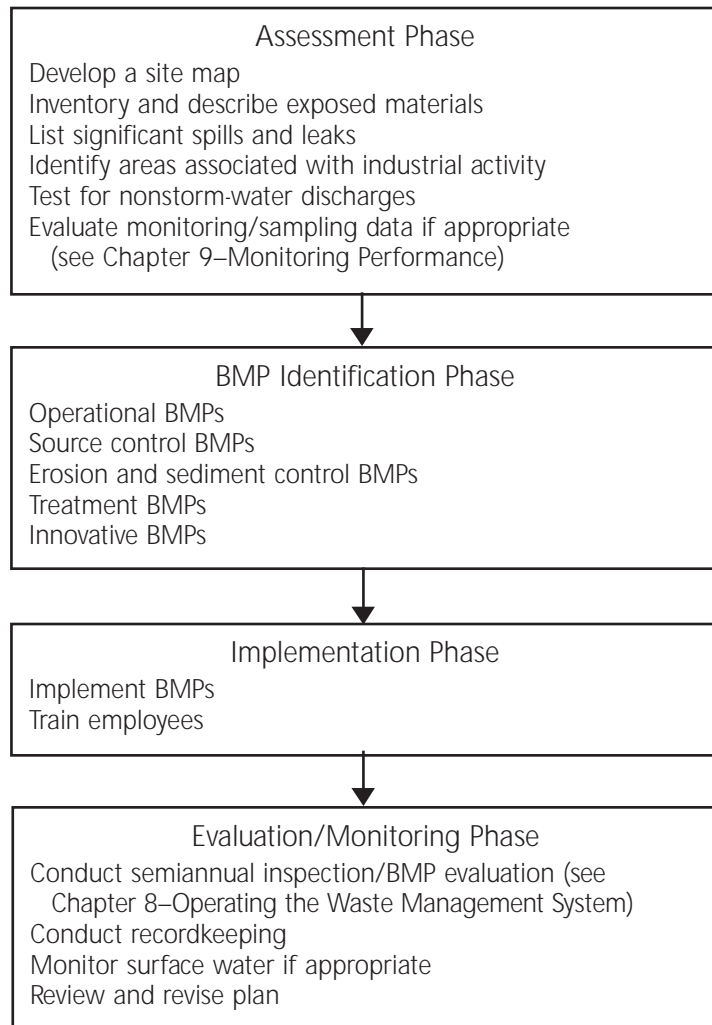 Assessment Phase
Develop a site map
Inventory and describe exposed materials
List significant spills and leaks
Identify areas associated with industrial activity
Test for nonstorm-water discharges
Evaluate monitoring/sampling data if appropriate
(see Chapter 9–Monitoring Performance)
BMP Identification Phase
Operational BMPs
Source control BMPs
Erosion and sediment control BMPs
Treatment BMPs
Innovative BMPs
Implementation Phase
Implement BMPs
Train employees
Evaluation/Monitoring Phase
Conduct semiannual inspection/BMP evaluation (see
Chapter 8–Operating the Waste Management System)
Conduct recordkeeping
Monitor surface water if appropriate
Review and revise plan